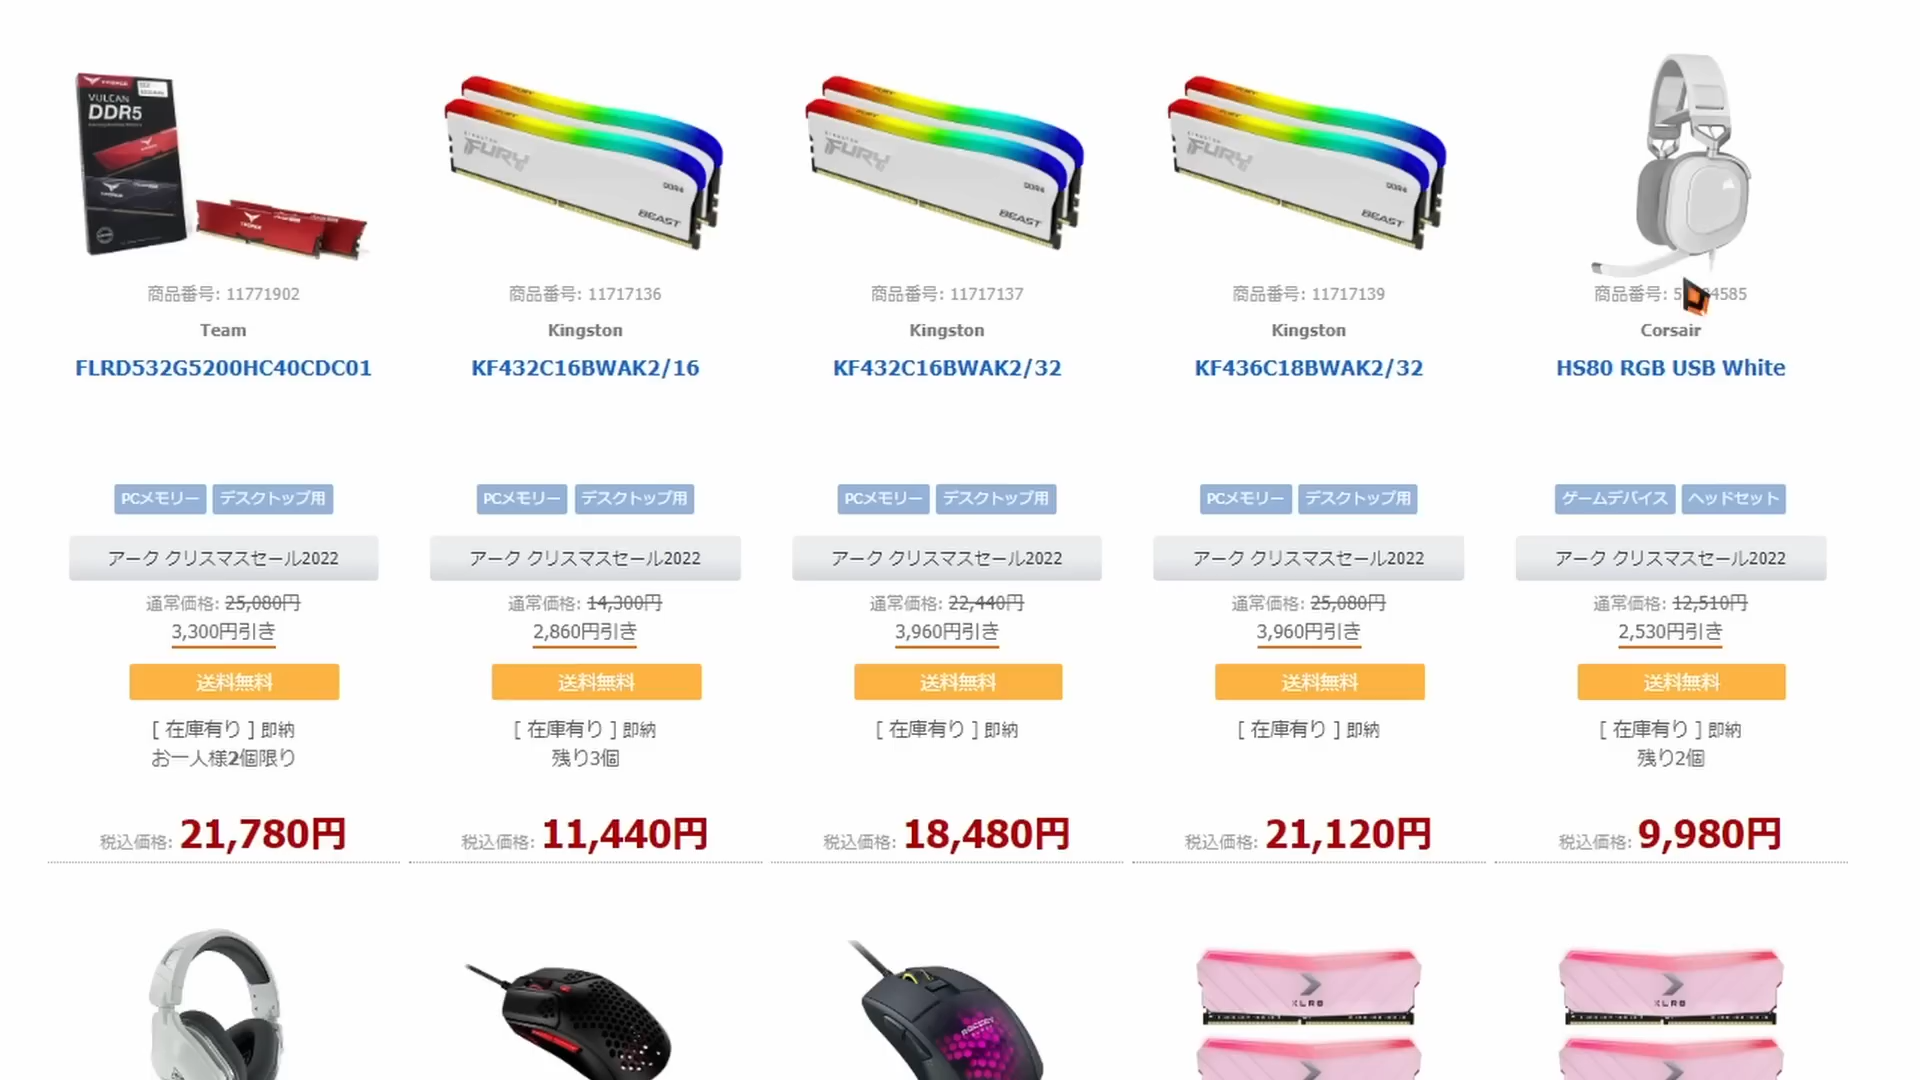 VULCAN
DDR5
FURY
DDR4
BEAST
FURY
DDR4
BEAST
FURY
DDR4
BEAST
商品番号: 11771902
商品番号: 11717136
商品番号: 11717137
商品番号: 11717139
商品番号: 5 4585
Team
Kingston
Kingston
Kingston
Corsair
FLRD532G5200HC40CDC01
KF432C16BWAK2/16
KF432C16BWAK2/32
KF436C18BWAK2/32
HS80 RGB USB White
PCメモリー デスクトップ用
PCメモリー デスクトップ用
PCメモリー デスクトップ用
PCメモリー デスクトップ用
ゲームデバイス ヘッドセット
アーク クリスマスセール2022
アーク クリスマスセール2022
アーク クリスマスセール2022
アーク クリスマスセール2022
アーク クリスマスセール2022
通常価格: 25,080円
通常価格: 14,300円
通常価格: 22,440円
通常価格: 25,080円
通常価格: 12,510円
3,300円引き
2,860円引き
3,960円引き
3,960円引き
2,530円引き
送料無料
送料無料
送料無料
送料無料
送料無料
[ 在庫有り ] 即納
[ 在庫有り ] 即納
[ 在庫有り ] 即納
[ 在庫有り ] 即納
[ 在庫有り ] 即納
お一人様2個限り
残り3個
残り2個
税込価格: 21,780円
税込価格: 11,440円
税込価格: 18,480円
税込価格: 21,120円
税込価格: 9,980円
ROCCAT
XLR8
XLR8